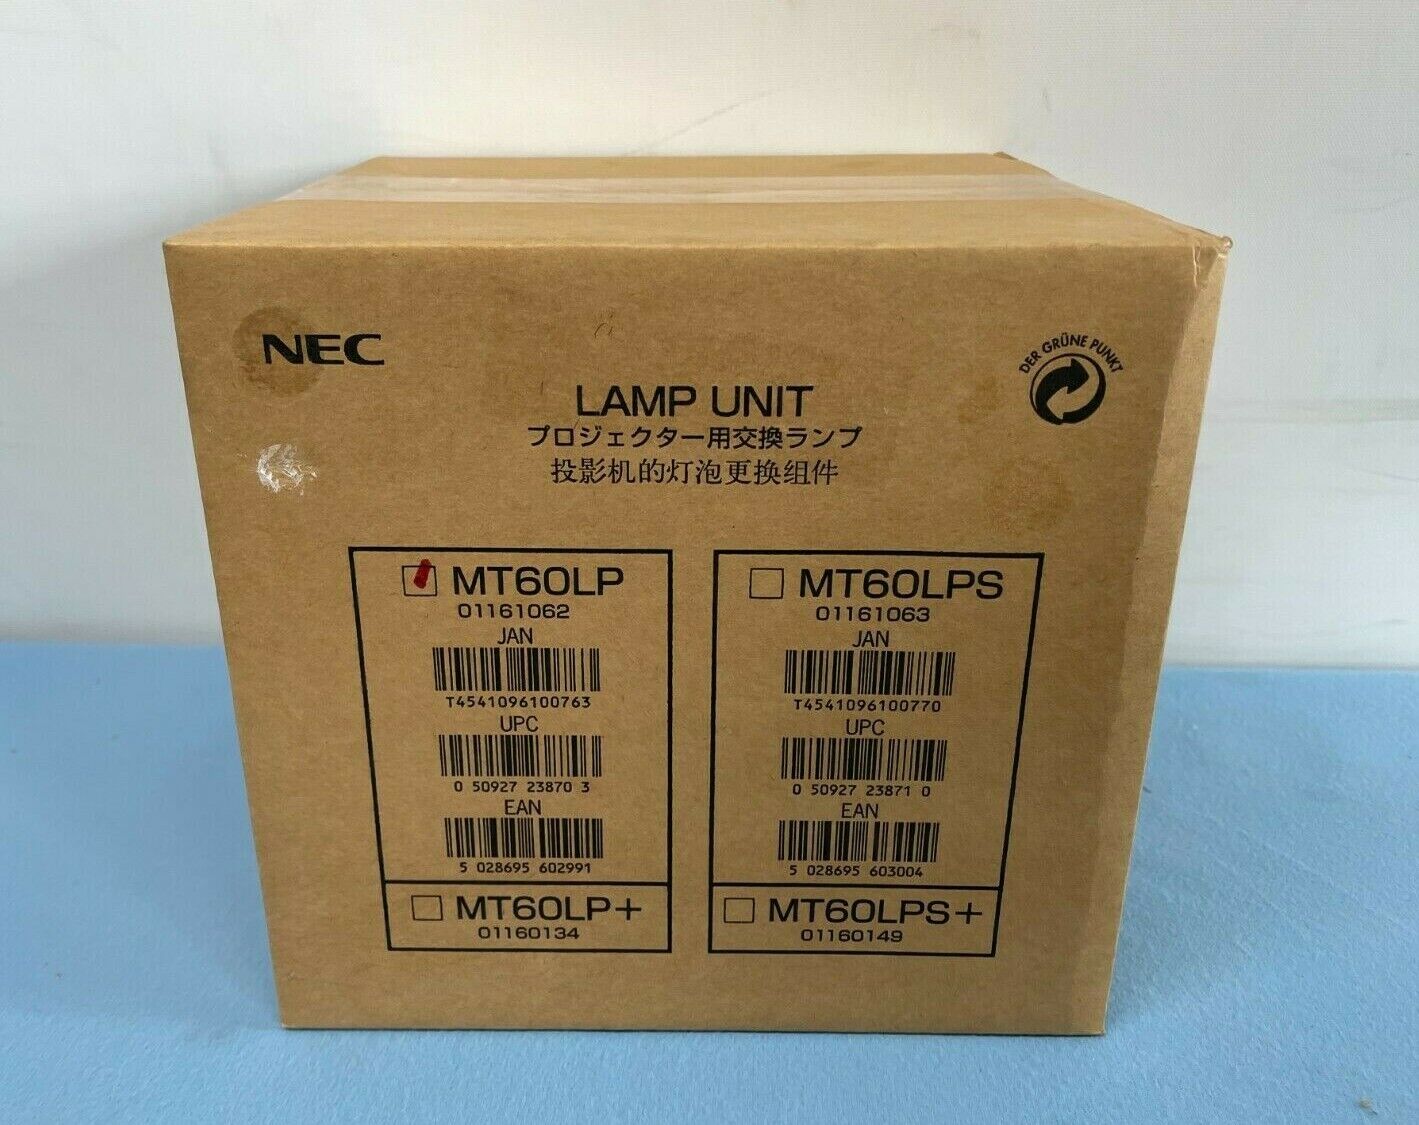 NEC
DER GRÜNE PUNKT
LAMP UNIT
プロジェクター用交換ランプ
投影机的灯泡更换组件
MT60LP
01161062
JAN
T4541096100763
UPC
0 50927 23870 3
EAN
5 028695 602991
MT60LP+
01160134
MT60LPS
01161063
JAN
T4541096100770
UPC
0 50927 23871 0
EAN
5 028695 603004
MT60LPS+
01160149